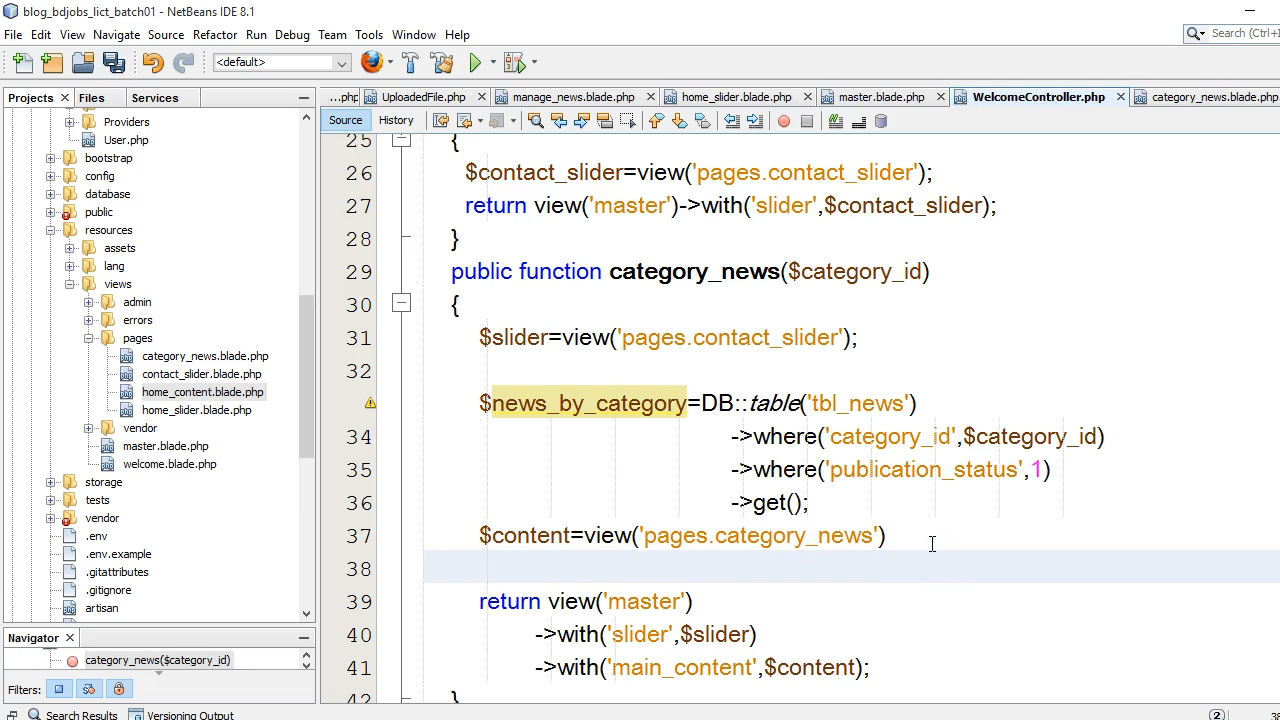 blog_bdjobs_lict_batch01 - NetBeans IDE 8.1
File Edit View Navigate Source Refactor Run Debug Team Tools Window Help
Search (Ctrl+I
<default>
Projects Files Services
...php UploadedFile.php manage_news.blade.php home_slider.blade.php master.blade.php WelcomeController.php category_news.blade.php
Source History
Providers
User.php
bootstrap
config
database
public
resources
assets
lang
views
admin
errors
pages
category_news.blade.php
contact_slider.blade.php
home_content.blade.php
home_slider.blade.php
vendor
master.blade.php
welcome.blade.php
storage
tests
vendor
.env
.env.example
.gitattributes
.gitignore
artisan
Navigator
category_news($category_id)
Filters:
25 {
26 $contact_slider=view('pages.contact_slider');
27 return view('master')->with('slider',$contact_slider);
28 }
29 public function category_news($category_id)
30 {
31 $slider=view('pages.contact_slider');
32
$news_by_category=DB::table('tbl_news')
34 ->where('category_id',$category_id)
35 ->where('publication_status',1)
36 ->get();
37 $content=view('pages.category_news')
38
39 return view('master')
40 ->with('slider',$slider)
41 ->with('main_content',$content);
42 }
Search Results Versioning Output
2